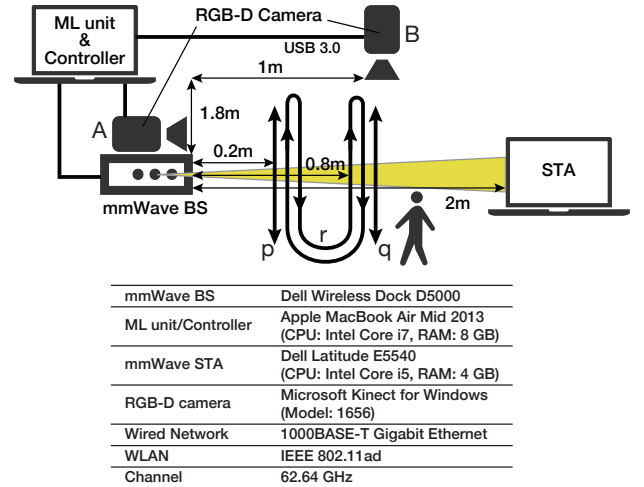 RGB-D Camera
ML unit
&
Controller
B
USB 3.0
1m
1.8m
A
0.2m
0.8m
STA
mmWave BS
2m
p
r
q
mmWave BS Dell Wireless Dock D5000
ML unit/Controller Apple MacBook Air Mid 2013
(CPU: Intel Core i7, RAM: 8 GB)
mmWave STA Dell Latitude E5540
(CPU: Intel Core i5, RAM: 4 GB)
RGB-D camera Microsoft Kinect for Windows
(Model: 1656)
Wired Network 1000BASE-T Gigabit Ethernet
WLAN IEEE 802.11ad
Channel 62.64 GHz